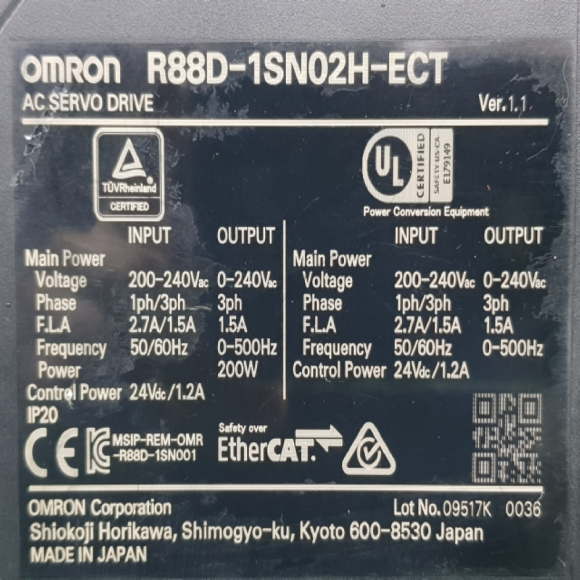 OMRON R88D-1SN02H-ECT
AC SERVO DRIVE Ver.1.1
TÜVRheinland
CERTIFIED
UL CERTIFIED
SAFETY US-CA
E179149
Power Conversion Equipment
INPUT OUTPUT
Main Power
Voltage 200-240Vac 0-240Vac
Phase 1ph/3ph 3ph
F.L.A 2.7A/1.5A 1.5A
Frequency 50/60Hz 0-500Hz
Power 200W
Control Power 24Vdc/1.2A
IP20
INPUT OUTPUT
Main Power
Voltage 200-240Vac 0-240Vac
Phase 1ph/3ph 3ph
F.L.A 2.7A/1.5A 1.5A
Frequency 50/60Hz 0-500Hz
Control Power 24Vdc/1.2A
CE MSIP-REM-OMR
-R88D-1SN001
Safety over
EtherCAT.
OMRON Corporation Lot No. 09517K 0036
Shiokoji Horikawa, Shimogyo-ku, Kyoto 600-8530 Japan
MADE IN JAPAN